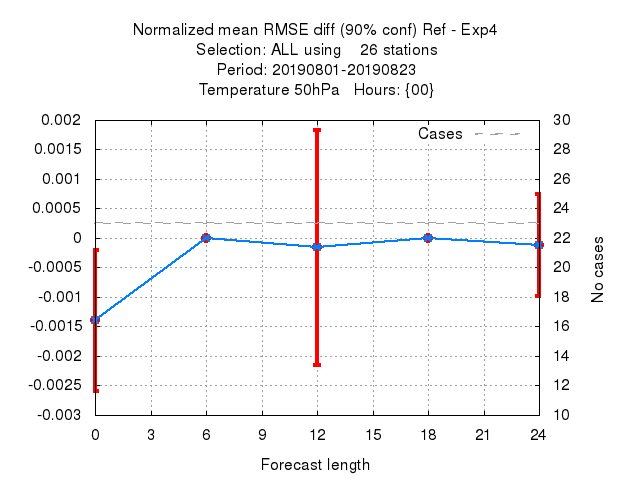 Normalized mean RMSE diff (90% conf) Ref - Exp4
Selection: ALL using    26 stations
Period: 20190801-20190823
Temperature 50hPa   Hours: {00}
Cases
0.002
0.0015
0.001
0.0005
0
-0.0005
-0.001
-0.0015
-0.002
-0.0025
-0.003
30
28
26
24
22
20
18
16
14
12
10
No cases
0 3 6 9 12 15 18 21 24
Forecast length